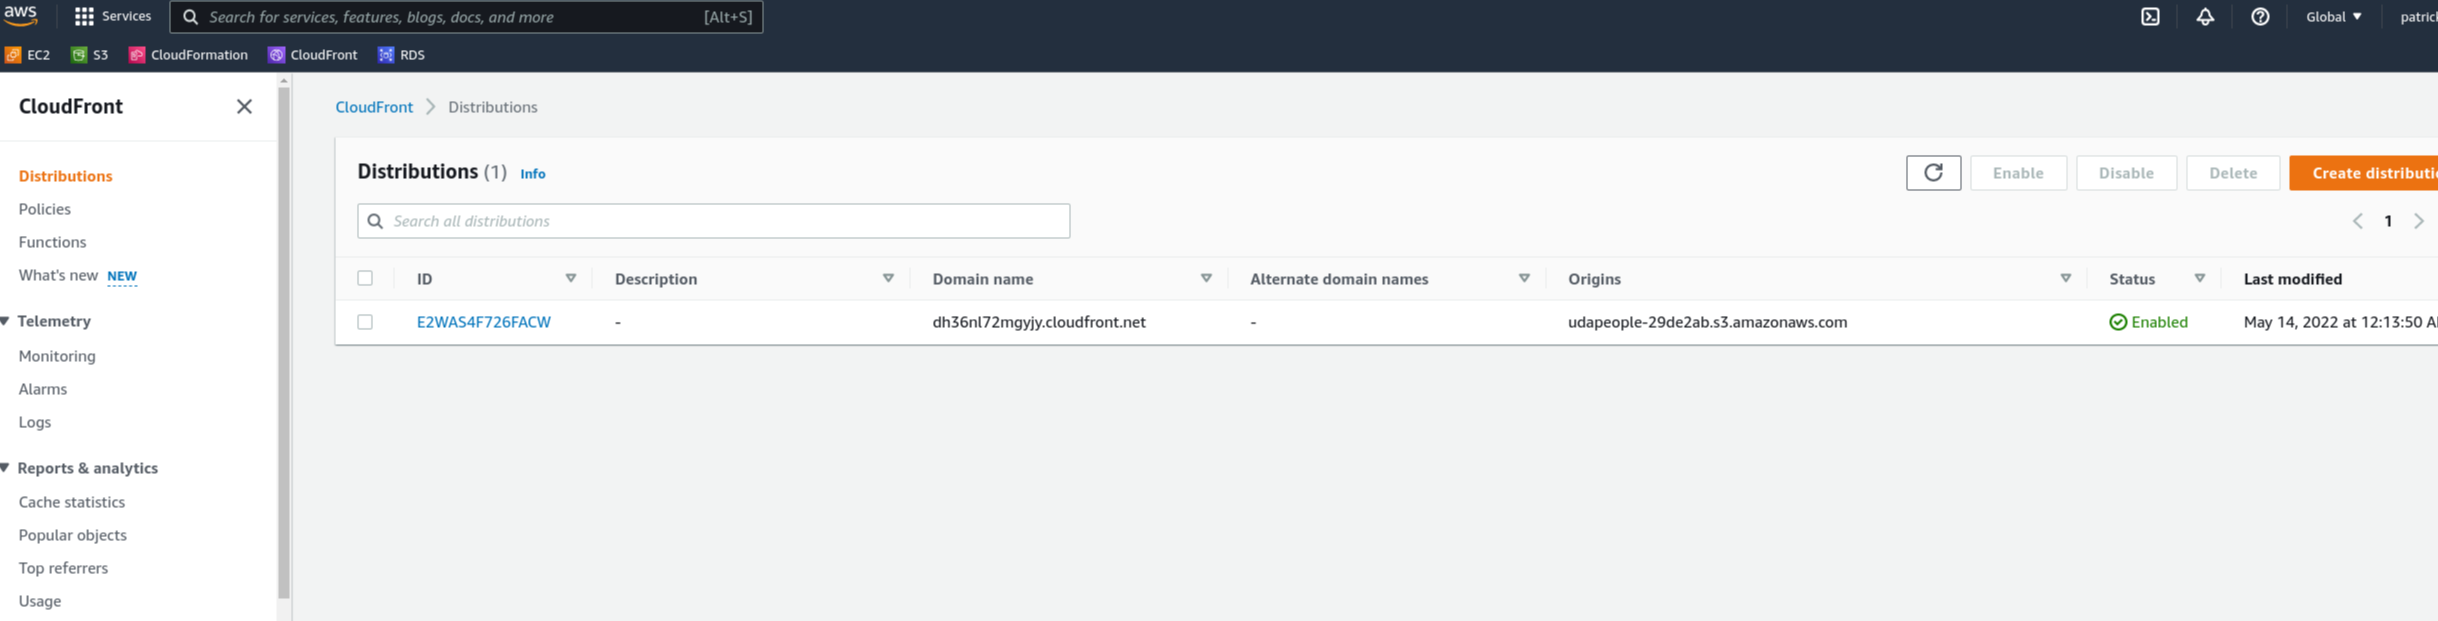 aws Services Search for services, features, blogs, docs, and more [Alt+S] Global patric
EC2 S3 CloudFormation CloudFront RDS
CloudFront
Distributions
Policies
Functions
What's new NEW
Telemetry
Monitoring
Alarms
Logs
Reports & analytics
Cache statistics
Popular objects
Top referrers
Usage
CloudFront Distributions
Distributions (1) Info Enable Disable Delete Create distributi
Search all distributions 1
ID Description Domain name Alternate domain names Origins Status Last modified
E2WAS4F726FACW - dh36nl72mgyjy.cloudfront.net - udapeople-29de2ab.s3.amazonaws.com Enabled May 14, 2022 at 12:13:50 A